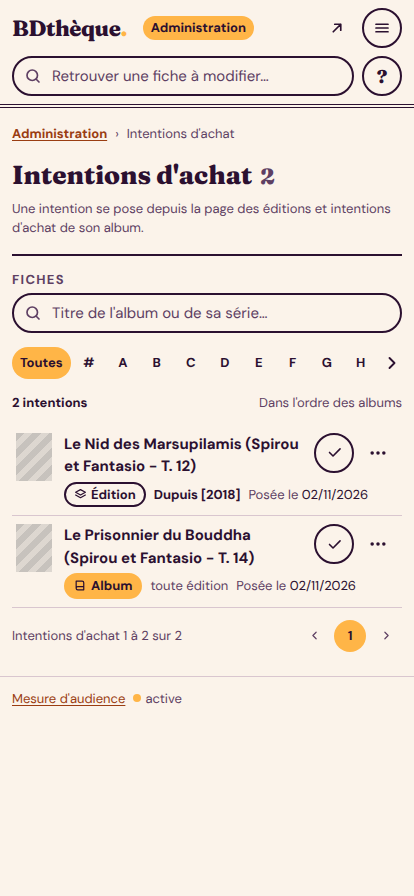 BDthèque.
Administration
Retrouver une fiche à modifier...
?
Administration › Intentions d'achat
Intentions d'achat 2
Une intention se pose depuis la page des éditions et intentions
d'achat de son album.
FICHES
Titre de l'album ou de sa série...
Toutes # A B C D E F G H
2 intentions Dans l'ordre des albums
Le Nid des Marsupilamis (Spirou
et Fantasio - T. 12)
Édition Dupuis [2018] Posée le 02/11/2026
Le Prisonnier du Bouddha
(Spirou et Fantasio - T. 14)
Album toute édition Posée le 02/11/2026
Intentions d'achat 1 à 2 sur 2
‹ 1 ›
Mesure d'audience active